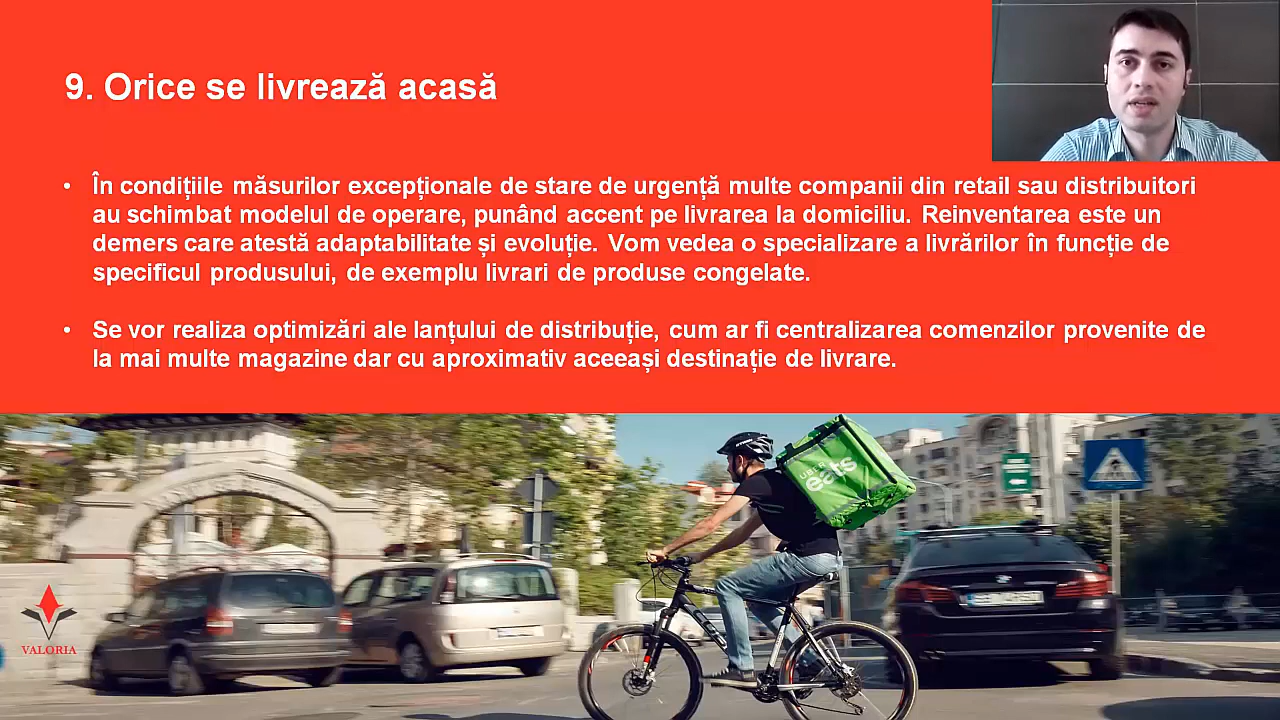 9. Orice se livrează acasă
• În condițiile măsurilor excepționale de stare de urgență multe companii din retail sau distribuitori
au schimbat modelul de operare, punând accent pe livrarea la domiciliu. Reinventarea este un
demers care atestă adaptabilitate și evoluție. Vom vedea o specializare a livrărilor în funcție de
specificul produsului, de exemplu livrari de produse congelate.
• Se vor realiza optimizări ale lanțului de distribuție, cum ar fi centralizarea comenzilor provenite de
la mai multe magazine dar cu aproximativ aceeași destinație de livrare.
UBER
eats
VALORIA